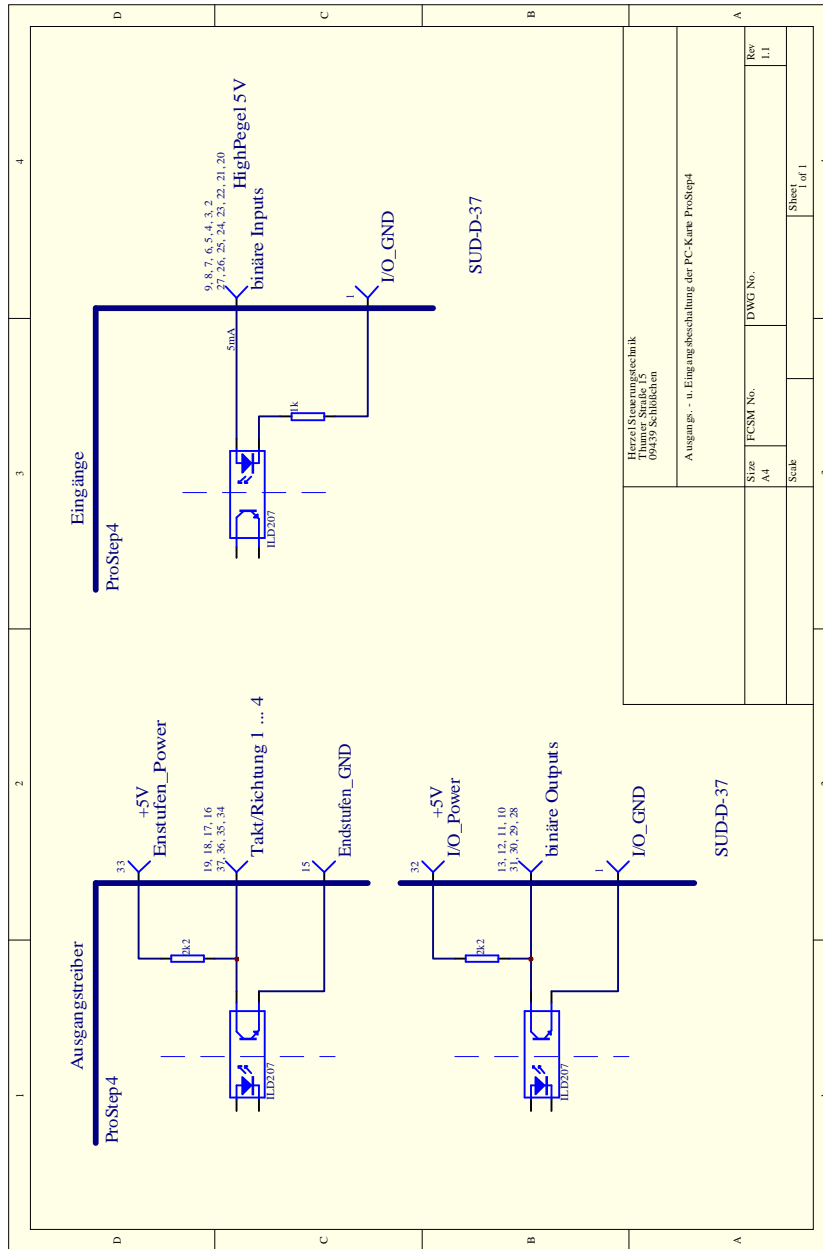 1
2
3
4
D
C
B
A
Ausgangstreiber
ProStep4
2k2
ILD207
33
+5V
Enstufen_Power
19, 18, 17, 16
37, 36, 35, 34
Takt/Richtung 1 ... 4
15
Endstufen_GND
2k2
ILD207
32
+5V
I/O_Power
13, 12, 11, 10
31, 30, 29, 28
binäre Outputs
1
I/O_GND
SUD-D-37
Eingänge
ProStep4
ILD207
1k
5mA
9, 8, 7, 6, 5, 4, 3, 2
27, 26, 25, 24, 23, 22, 21, 20
HighPegel 5V
binäre Inputs
1
I/O_GND
SUD-D-37
Herzel Steuerungstechnik
Thumer Straße 15
09439 Schlößchen
Ausgangs. - u. Eingangsbeschaltung der PC-Karte ProStep4
Size
A4
FCSM No.
DWG No.
Rev
1.1
Scale
Sheet
1 of 1
D
C
B
A